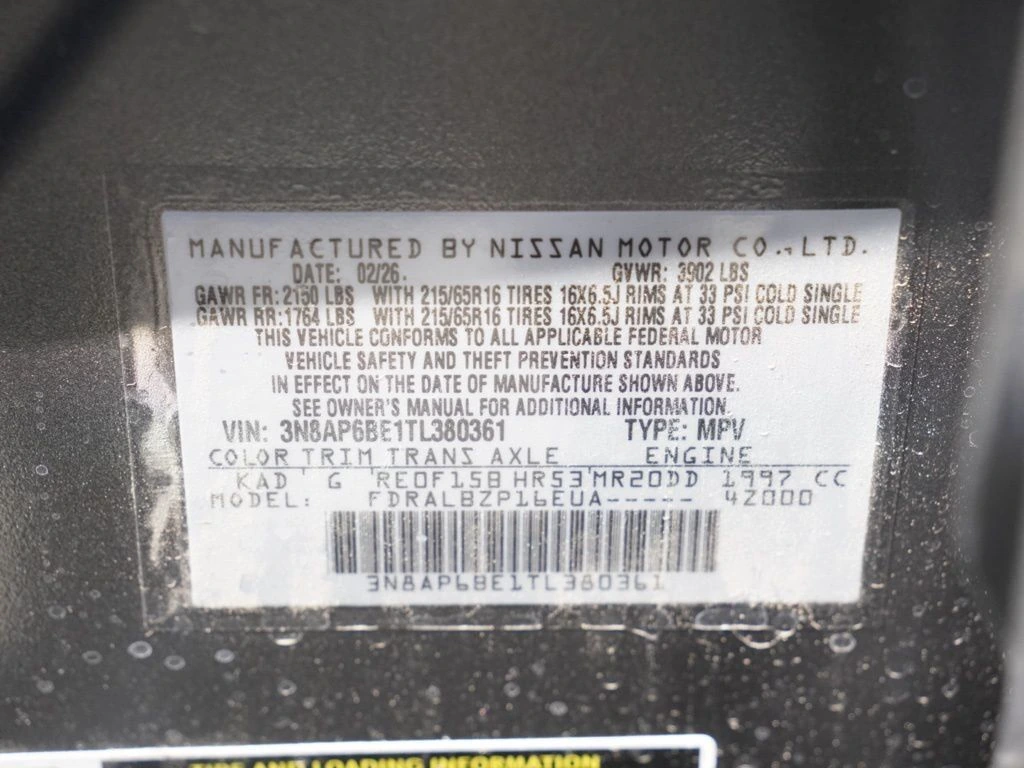 MANUFACTURED BY NISSAN MOTOR CO., LTD.
DATE: 02/26. GVWR: 3902 LBS
GAWR FR: 2150 LBS WITH 215/65R16 TIRES 16X6.5J RIMS AT 33 PSI COLD SINGLE
GAWR RR: 1764 LBS WITH 215/65R16 TIRES 16X6.5J RIMS AT 33 PSI COLD SINGLE
THIS VEHICLE CONFORMS TO ALL APPLICABLE FEDERAL MOTOR
VEHICLE SAFETY AND THEFT PREVENTION STANDARDS
IN EFFECT ON THE DATE OF MANUFACTURE SHOWN ABOVE.
SEE OWNER'S MANUAL FOR ADDITIONAL INFORMATION.
VIN: 3N8AP6BE1TL380361 TYPE: MPV
COLOR TRIM TRANS AXLE ENGINE
KAD G RE0F15B HR53 MR20DD 1997 CC
MODEL: FDRALBZP16EUA----- 4Z000
3N8AP6BE1TL380361
TIRE AND LOADING INFORMATION